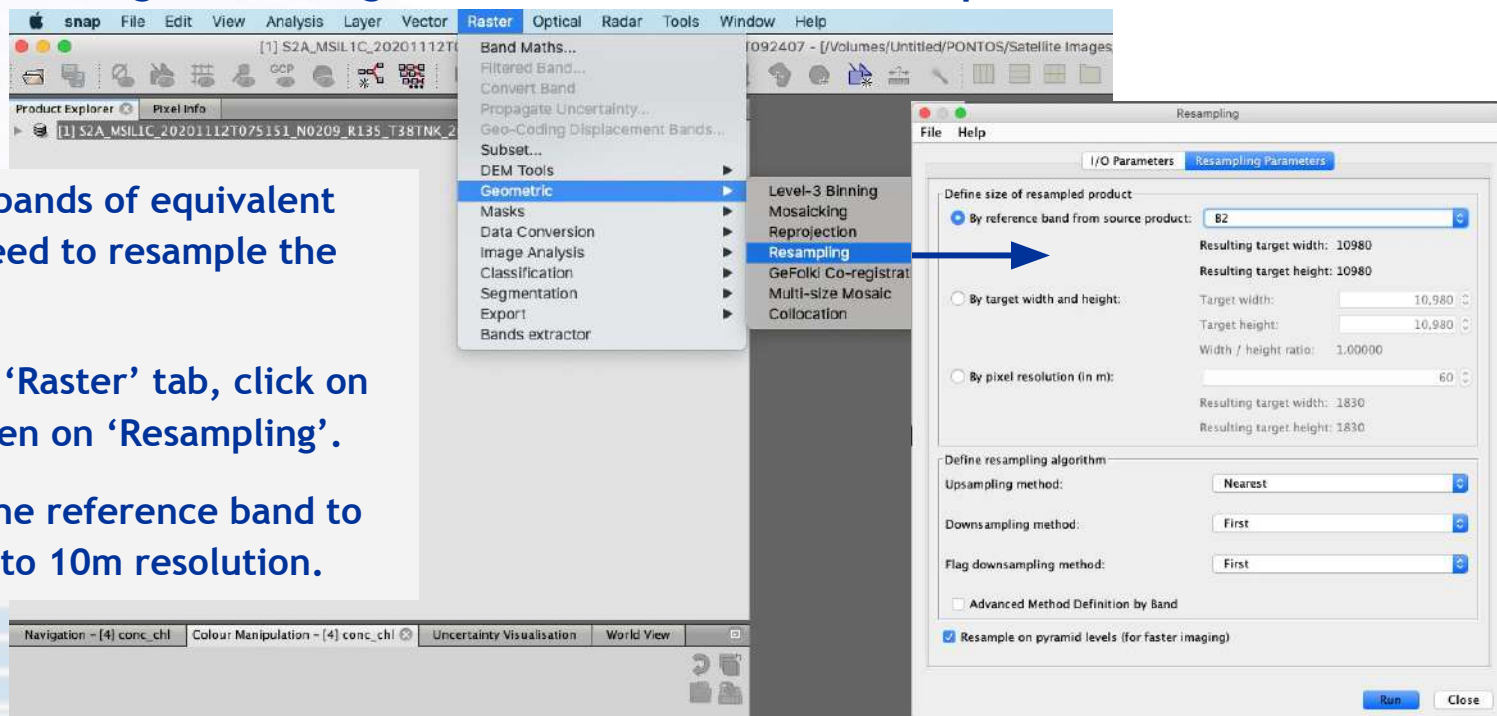 snap File Edit View Analysis Layer Vector Raster Optical Radar Tools Window Help
[1] S2A_MSIL1C_20201112T
T092407 - [/Volumes/Untitled/PONTOS/Satellite Images
GCP
Product Explorer Pixel Info
[1] S2A_MSIL1C_20201112T075151_N0209_R135_T38TNK_2
Band Maths...
Filtered Band...
Convert Band
Propagate Uncertainty...
Geo-Coding Displacement Bands...
Subset...
DEM Tools
Geometric
Masks
Data Conversion
Image Analysis
Classification
Segmentation
Export
Bands extractor
Level-3 Binning
Mosaicking
Reprojection
Resampling
GeFolki Co-registrat
Multi-size Mosaic
Collocation
bands of equivalent
eed to resample the
‘Raster’ tab, click on
en on ‘Resampling’.
he reference band to
to 10m resolution.
Resampling
File Help
I/O Parameters Resampling Parameters
Define size of resampled product
By reference band from source product: B2
Resulting target width: 10980
Resulting target height: 10980
By target width and height: Target width: 10,980
Target height: 10,980
Width / height ratio: 1.00000
By pixel resolution (in m): 60
Resulting target width: 1830
Resulting target height: 1830
Define resampling algorithm
Upsampling method: Nearest
Downsampling method: First
Flag downsampling method: First
Advanced Method Definition by Band
Resample on pyramid levels (for faster imaging)
Run Close
Navigation - [4] conc_chl Colour Manipulation - [4] conc_chl Uncertainty Visualisation World View